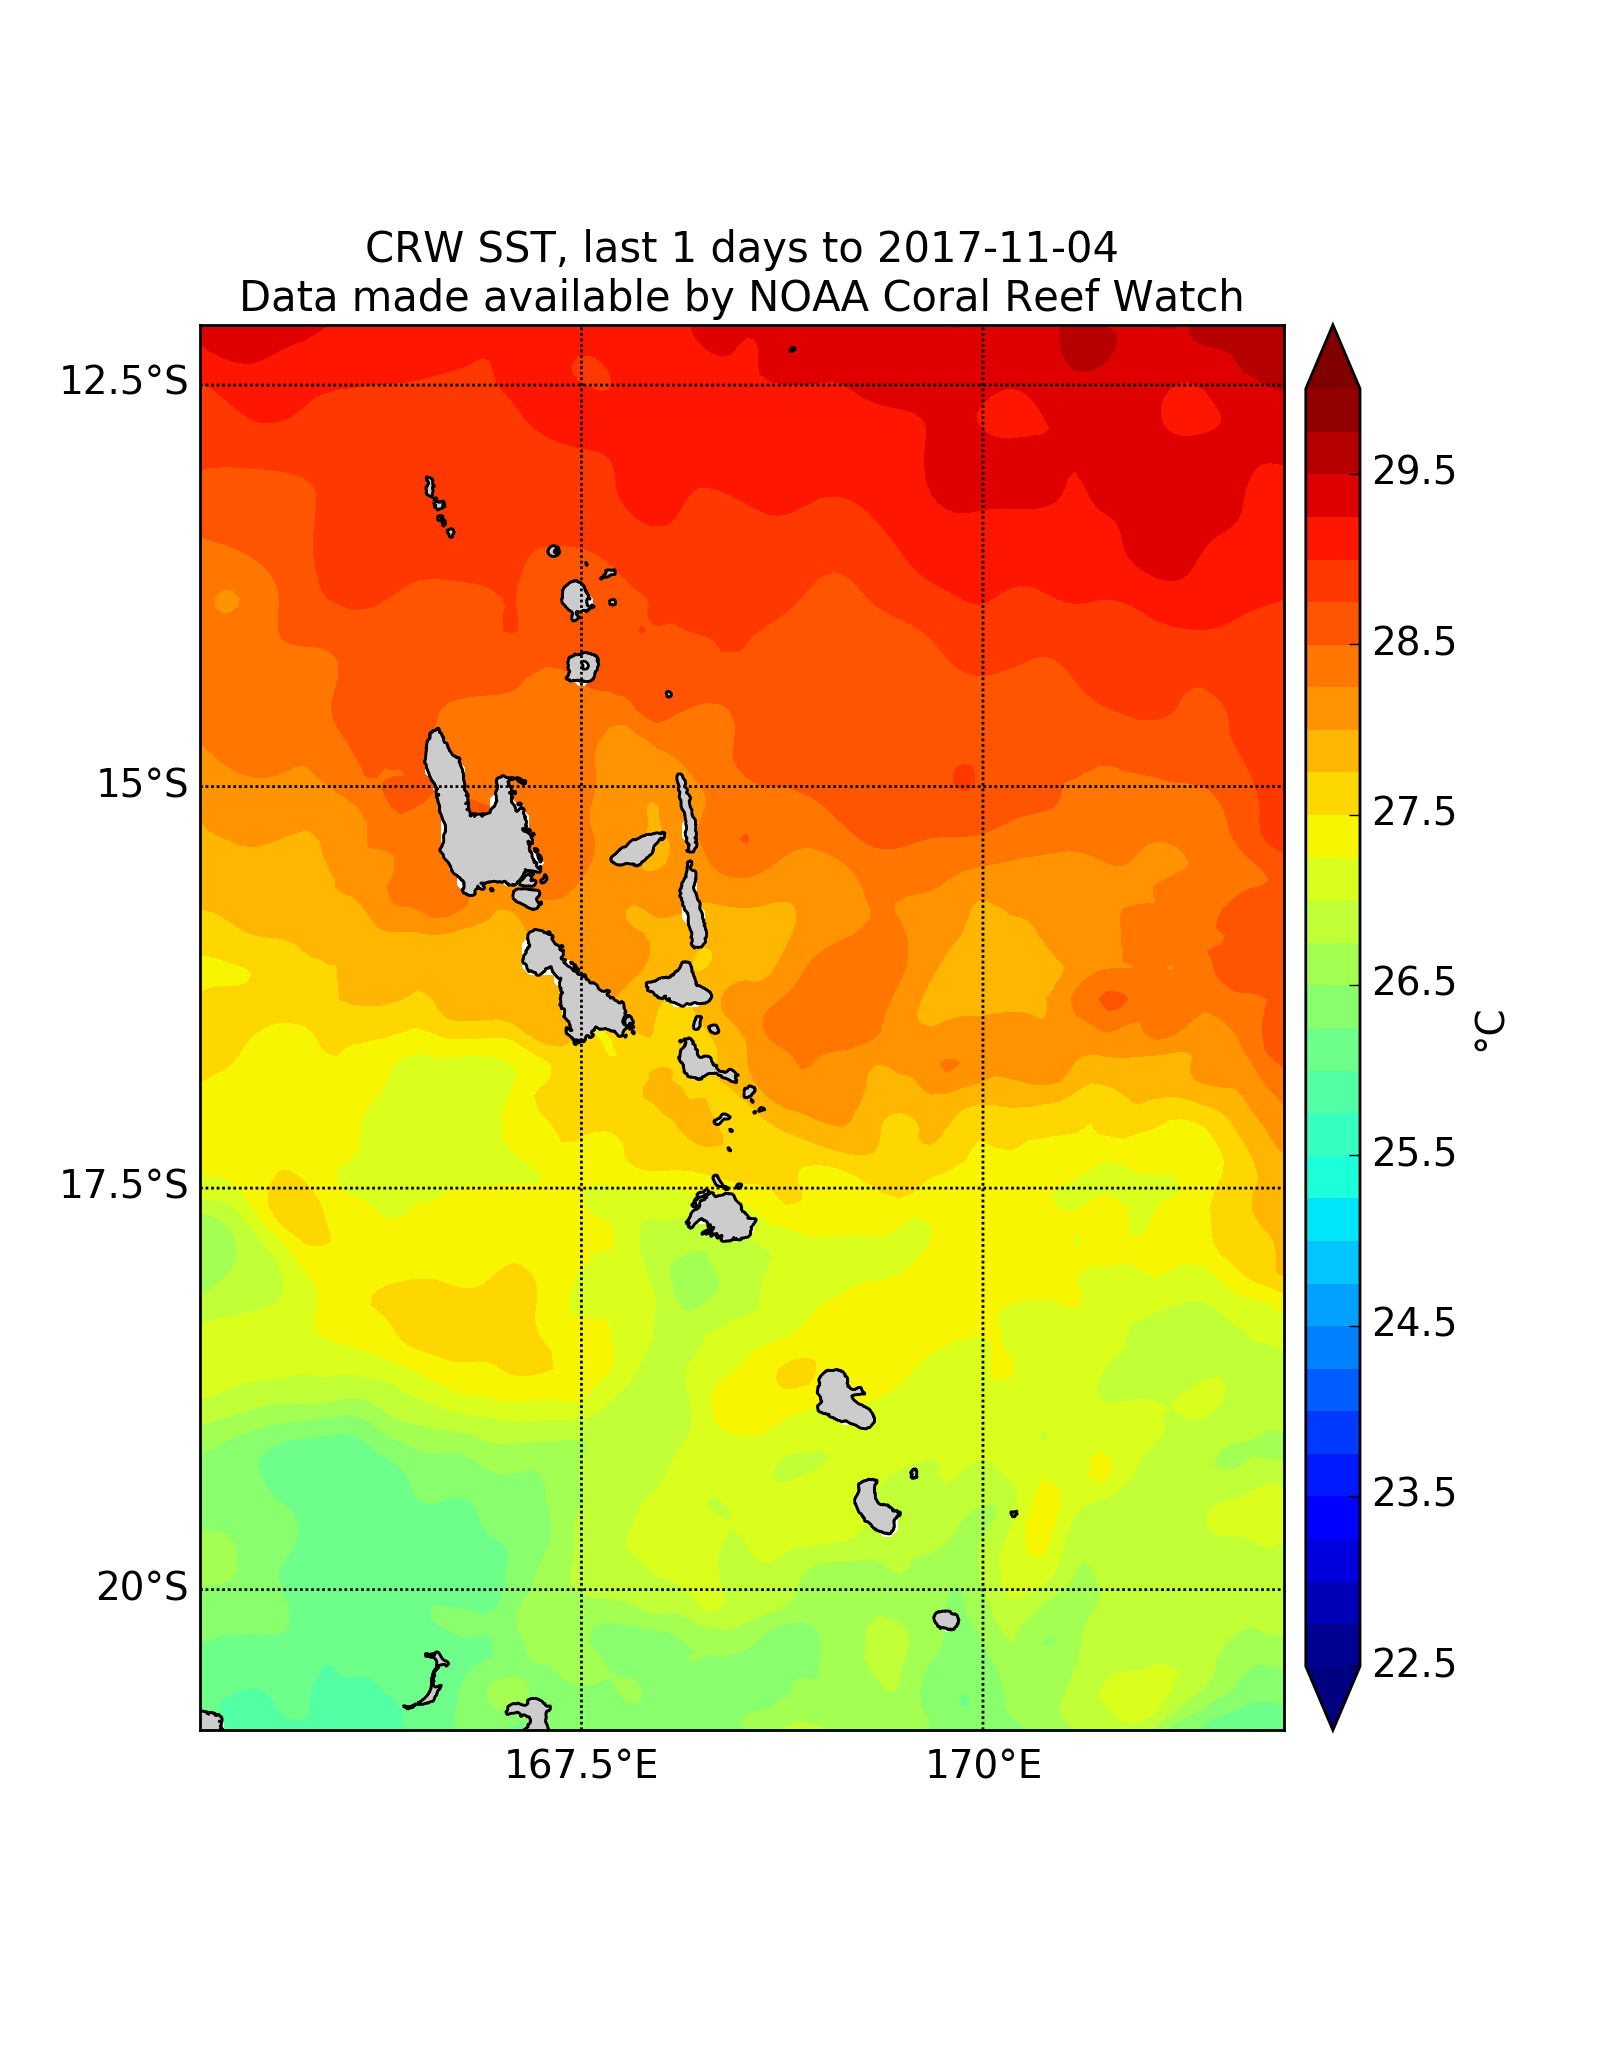 CRW SST, last 1 days to 2017-11-04
Data made available by NOAA Coral Reef Watch
12.5°S
15°S
17.5°S
20°S
167.5°E
170°E
29.5
28.5
27.5
26.5
25.5
24.5
23.5
22.5
°C